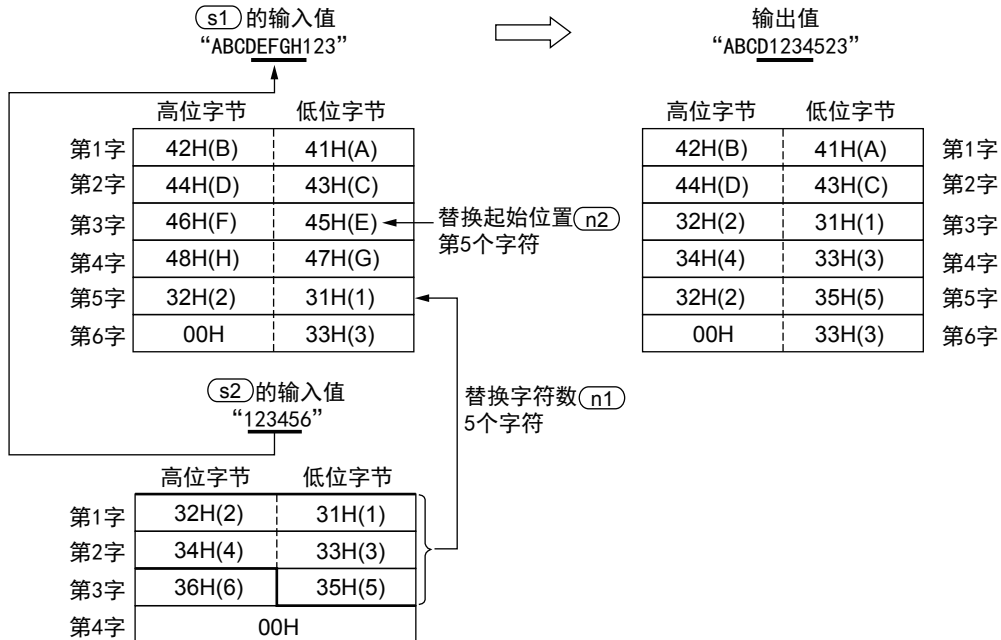 s1 的输入值
“ABCDEFGH123”
高位字节 低位字节
第1字 42H(B) 41H(A)
第2字 44H(D) 43H(C)
第3字 46H(F) 45H(E)
第4字 48H(H) 47H(G)
第5字 32H(2) 31H(1)
第6字 00H 33H(3)
替换起始位置 n2
第5个字符
输出值
“ABCD1234523”
高位字节 低位字节
42H(B) 41H(A) 第1字
44H(D) 43H(C) 第2字
32H(2) 31H(1) 第3字
34H(4) 33H(3) 第4字
32H(2) 35H(5) 第5字
00H 33H(3) 第6字
s2 的输入值
“123456”
替换字符数 n1
5个字符
高位字节 低位字节
第1字 32H(2) 31H(1)
第2字 34H(4) 33H(3)
第3字 36H(6) 35H(5)
第4字 00H